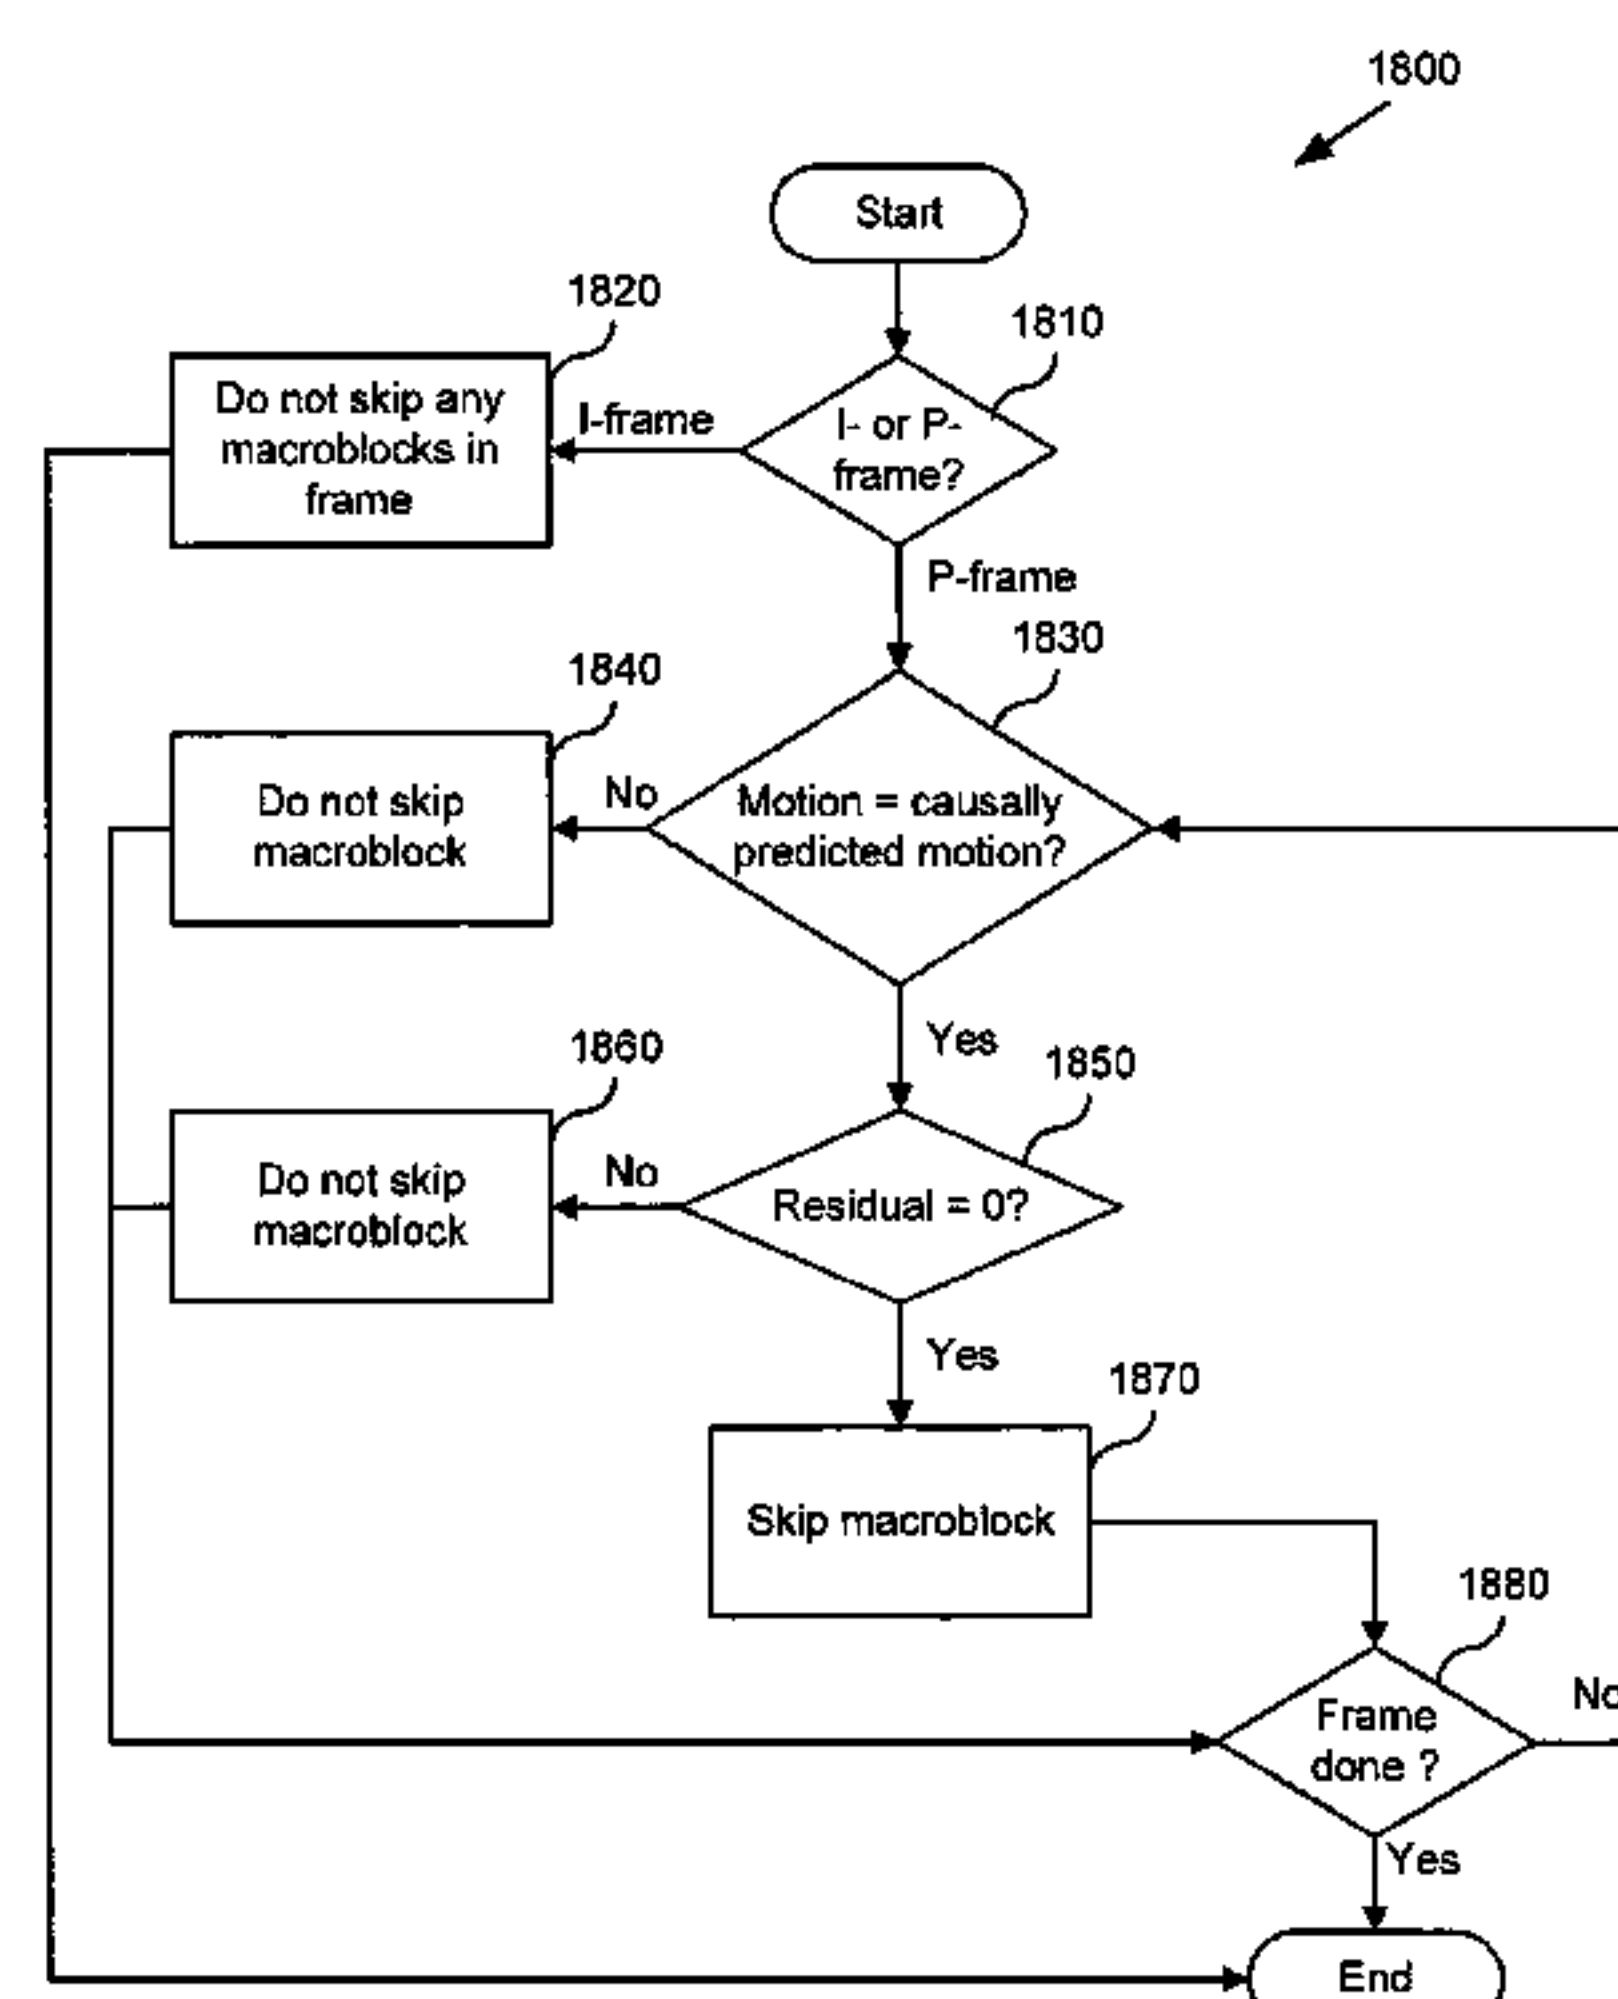 1800
Start
1820
1810
Do not skip any
macroblocks in
frame
I-frame
I- or P-
frame?
P-frame
1830
1840
Do not skip
macroblock
No
Motion = causally
predicted motion?
Yes
1850
1860
Do not skip
macroblock
No
Residual = 0?
Yes
1870
Skip macroblock
1880
Frame
done ?
No
Yes
End